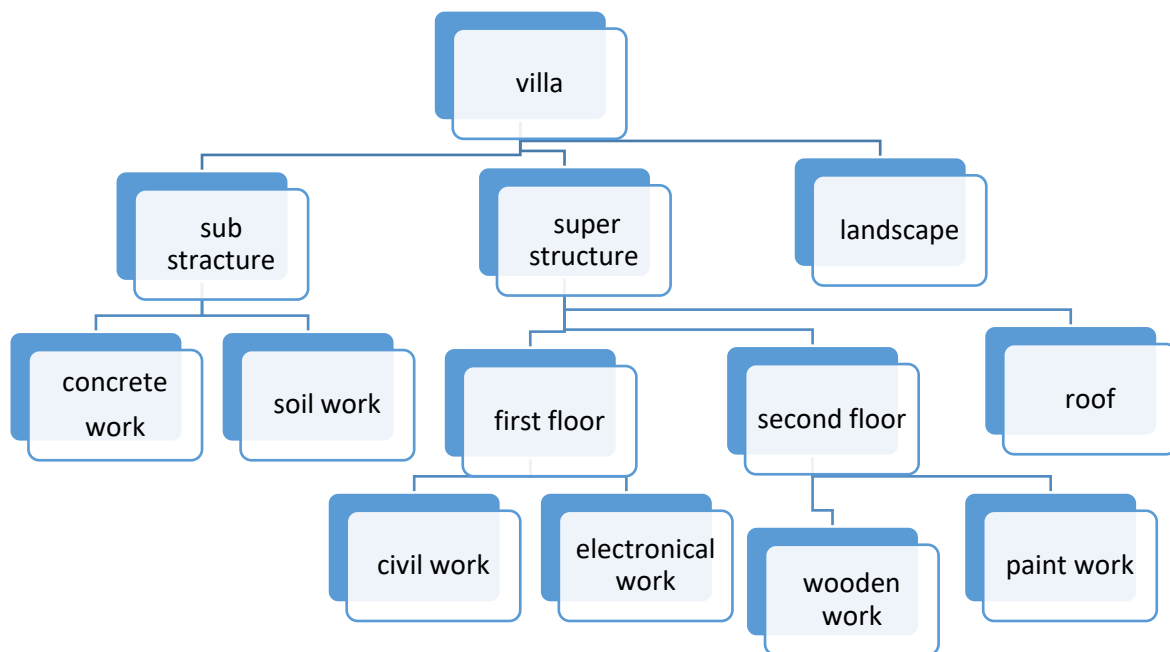 villa
sub
stracture
super
structure
landscape
concrete
work
soil work
first floor
second floor
roof
civil work
electronical
work
wooden
work
paint work